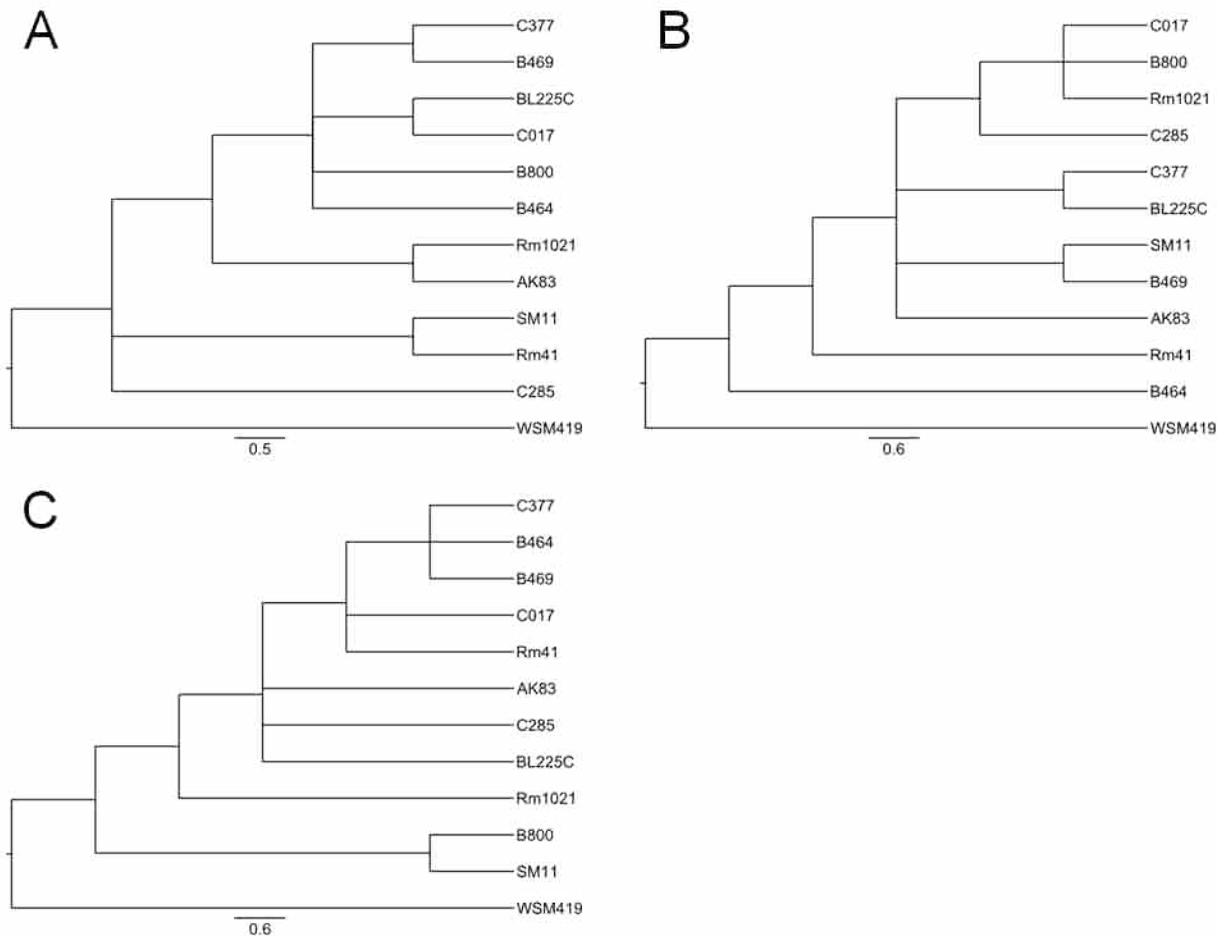 A
C377
B469
BL225C
C017
B800
B464
Rm1021
AK83
SM11
Rm41
C285
WSM419
0.5
B
C017
B800
Rm1021
C285
C377
BL225C
SM11
B469
AK83
Rm41
B464
WSM419
0.6
C
C377
B464
B469
C017
Rm41
AK83
C285
BL225C
Rm1021
B800
SM11
WSM419
0.6